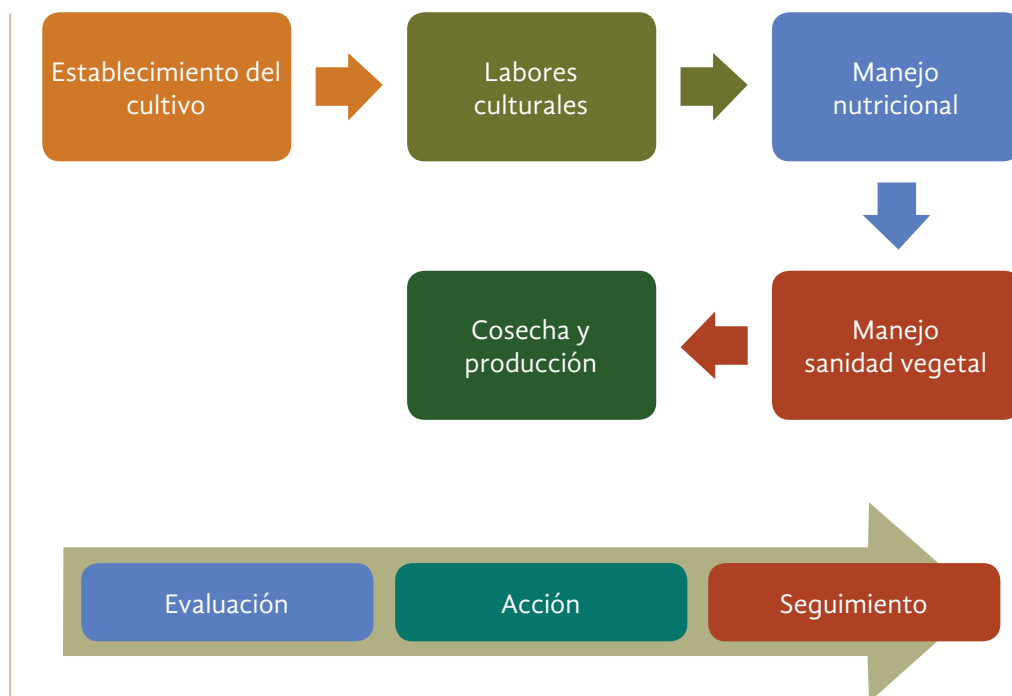 Establecimiento del
cultivo
Labores
culturales
Manejo
nutricional
Cosecha y
producción
Manejo
sanidad vegetal
Evaluación
Acción
Seguimiento